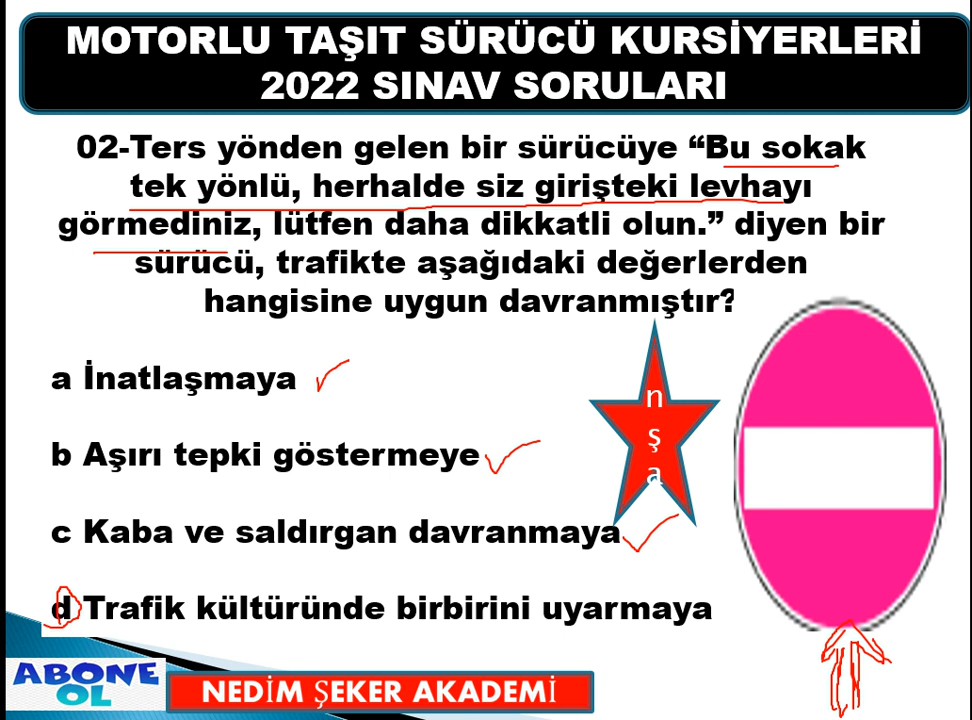 MOTORLU TAŞIT SÜRÜCÜ KURSİYERLERİ
2022 SINAV SORULARI
02-Ters yönden gelen bir sürücüye “Bu sokak
tek yönlü, herhalde siz girişteki levhayı
görmediniz, lütfen daha dikkatli olun.” diyen bir
sürücü, trafikte aşağıdaki değerlerden
hangisine uygun davranmıştır?
a İnatlaşmaya
b Aşırı tepki göstermeye
c Kaba ve saldırgan davranmaya
d Trafik kültüründe birbirini uyarmaya
n
ş
a
ABONE
OL
NEDİM ŞEKER AKADEMİ